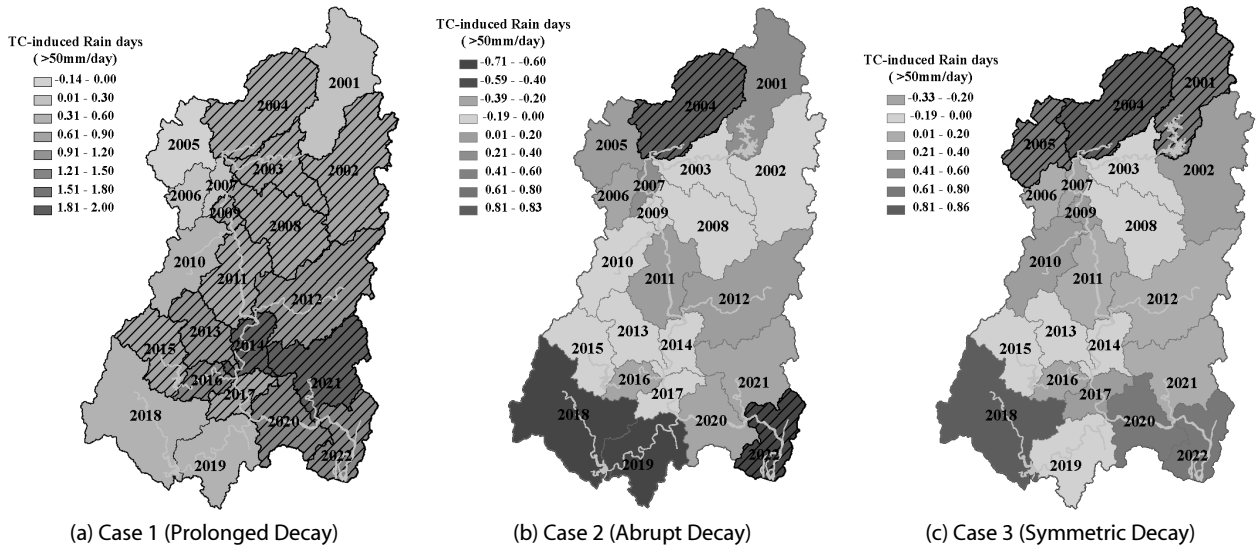 TC-induced Rain days
(>50mm/day)
-0.14 - 0.00
0.01 - 0.30
0.31 - 0.60
0.61 - 0.90
0.91 - 1.20
1.21 - 1.50
1.51 - 1.80
1.81 - 2.00
2001
2004
2005
2002
2003
2007
2006
2009
2008
2010
2011
2012
2013
2014
2015
2016
2021
2017
2018
2020
2019
2022
(a) Case 1 (Prolonged Decay)
TC-induced Rain days
(>50mm/day)
-0.71 - -0.60
-0.59 - -0.40
-0.39 - -0.20
-0.19 - 0.00
0.01 - 0.20
0.21 - 0.40
0.41 - 0.60
0.61 - 0.80
0.81 - 0.83
2001
2004
2005
2003
2002
2007
2006
2009
2008
2010
2011
2012
2013
2014
2015
2016
2021
2017
2018
2020
2019
2022
(b) Case 2 (Abrupt Decay)
TC-induced Rain days
(>50mm/day)
-0.33 - -0.20
-0.19 - 0.00
0.01 - 0.20
0.21 - 0.40
0.41 - 0.60
0.61 - 0.80
0.81 - 0.86
2001
2004
2005
2003
2002
2007
2006
2009
2008
2010
2011
2012
2013
2014
2015
2016
2021
2017
2018
2020
2019
2022
(c) Case 3 (Symmetric Decay)